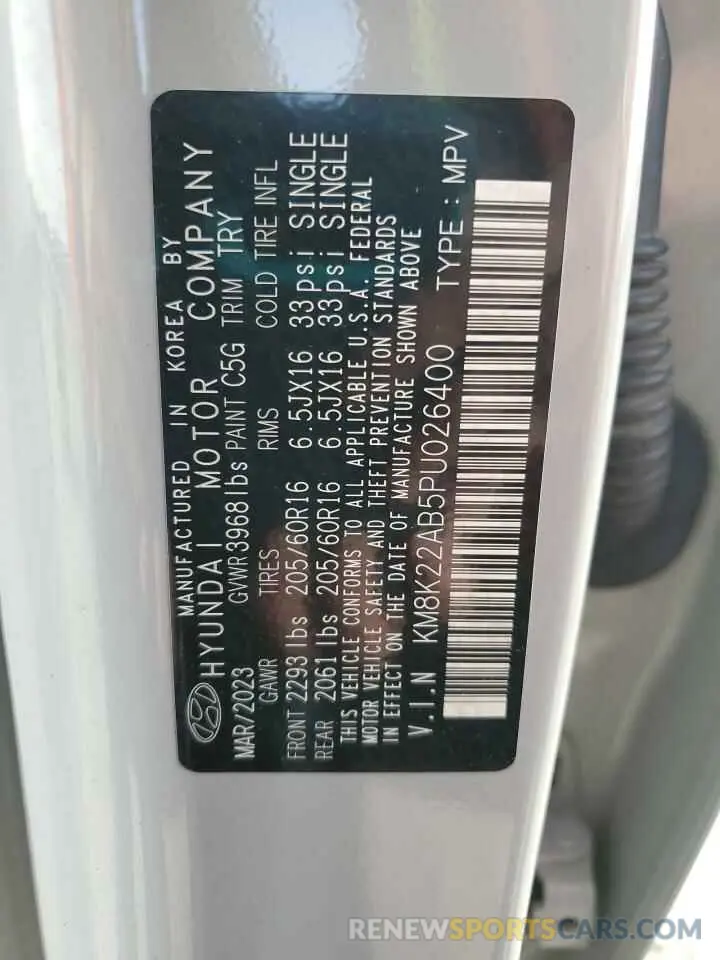 MANUFACTURED IN KOREA BY
HYUNDAI MOTOR COMPANY
MAR/2023 GVWR3968lbs PAINT C5G TRIM TRY
GAWR TIRES RIMS COLD TIRE INFL
FRONT 2293 lbs 205/60R16 6.5JX16 33psi SINGLE
REAR 2061 lbs 205/60R16 6.5JX16 33psi SINGLE
THIS VEHICLE CONFORMS TO ALL APPLICABLE U.S.A. FEDERAL
MOTOR VEHICLE SAFETY AND THEFT PREVENTION STANDARDS
IN EFFECT ON THE DATE OF MANUFACTURE SHOWN ABOVE
V.I.N KM8K22AB5PU026400 TYPE : MPV
RENEWSPORTSCARS.COM